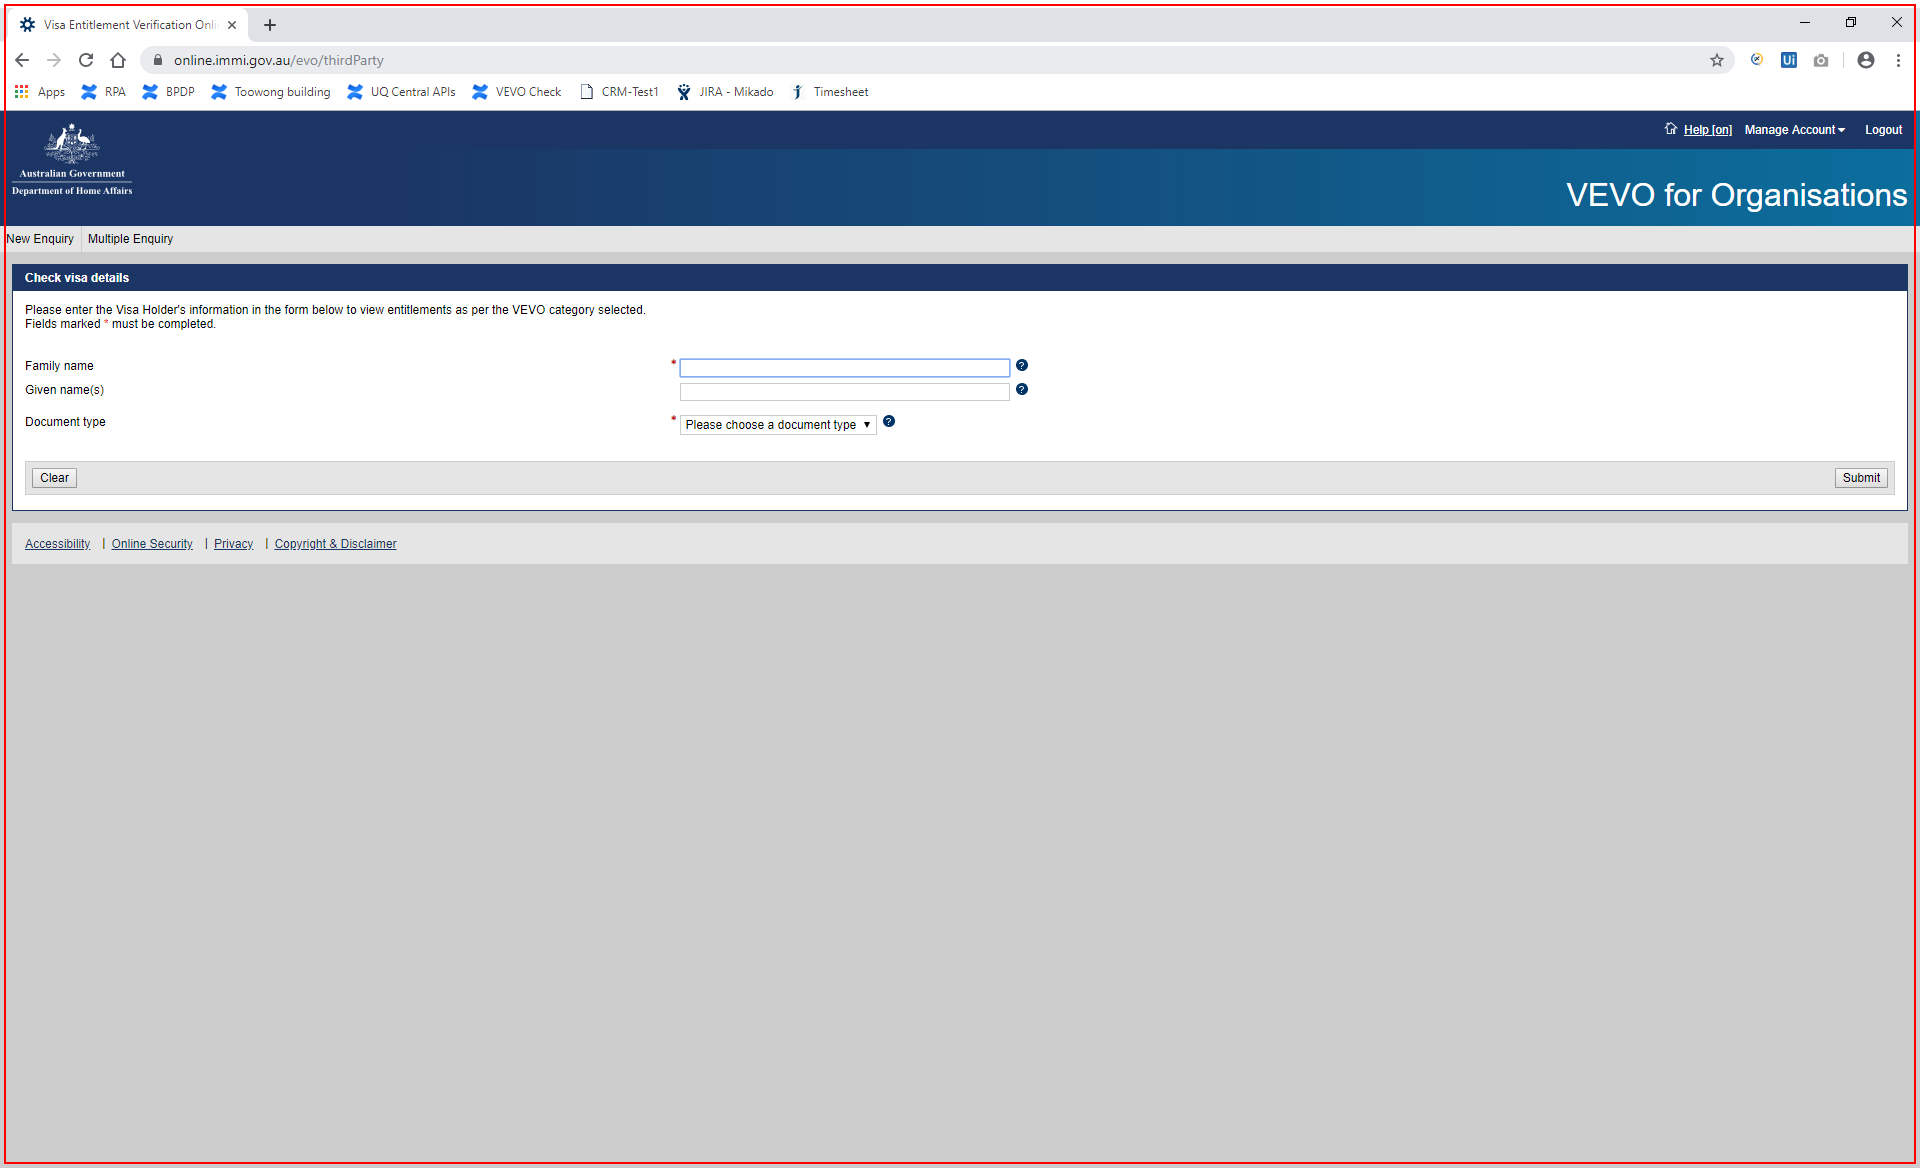 Visa Entitlement Verification Onli
online.immi.gov.au/evo/thirdParty
Ui
Apps RPA BPDP Toowong building UQ Central APIs VEVO Check CRM-Test1 JIRA - Mikado Timesheet
Help [on] Manage Account Logout
Australian Government
Department of Home Affairs
VEVO for Organisations
New Enquiry Multiple Enquiry
Check visa details
Please enter the Visa Holder's information in the form below to view entitlements as per the VEVO category selected.
Fields marked * must be completed.
Family name * ?
Given name(s) ?
Document type * Please choose a document type ?
Clear Submit
Accessibility | Online Security | Privacy | Copyright & Disclaimer